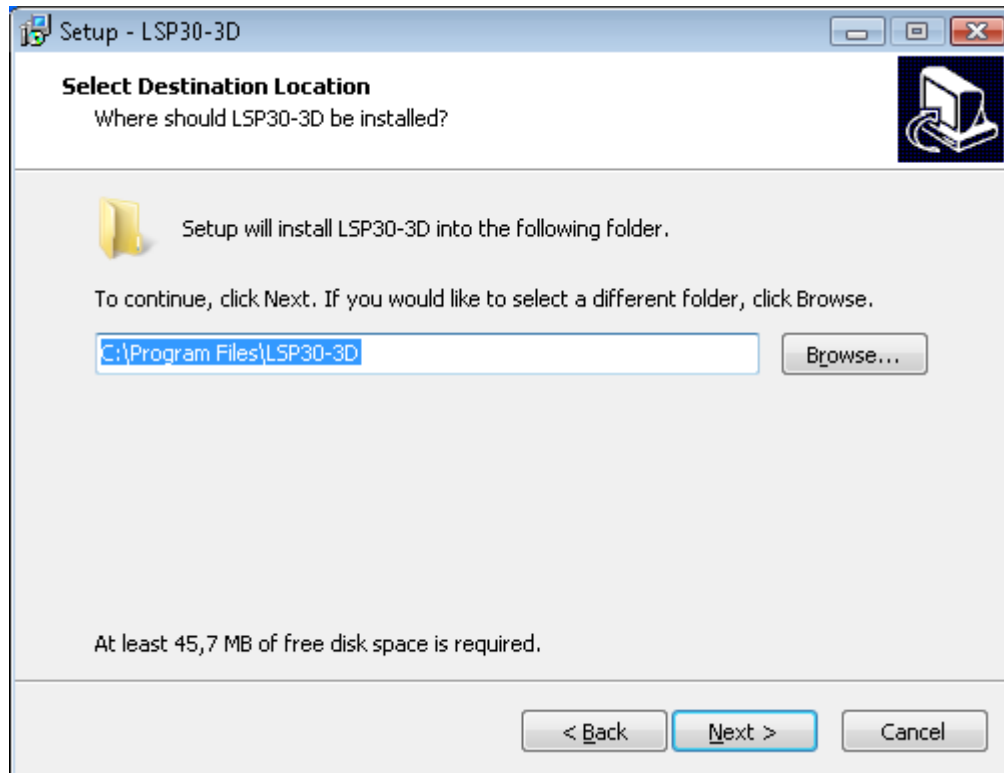 Setup - LSP30-3D
Select Destination Location
Where should LSP30-3D be installed?
Setup will install LSP30-3D into the following folder.
To continue, click Next. If you would like to select a different folder, click Browse.
C:\Program Files\LSP30-3D
Browse...
At least 45,7 MB of free disk space is required.
< Back
Next >
Cancel